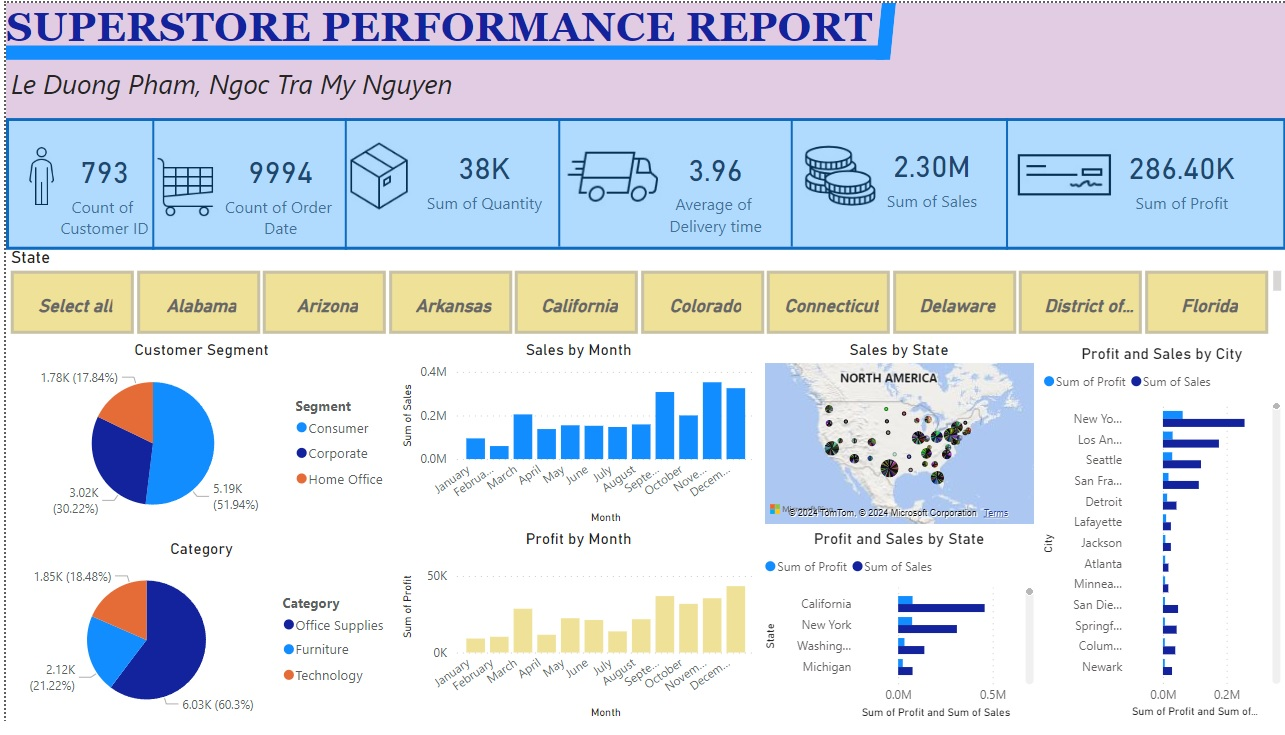 SUPERSTORE PERFORMANCE REPORT
Le Duong Pham, Ngoc Tra My Nguyen
793
Count of
Customer ID
9994
Count of Order
Date
38K
Sum of Quantity
3.96
Average of
Delivery time
2.30M
Sum of Sales
286.40K
Sum of Profit
State
Select all
Alabama
Arizona
Arkansas
California
Colorado
Connecticut
Delaware
District of...
Florida
Customer Segment
1.78K (17.84%)
3.02K
(30.22%)
5.19K
(51.94%)
Segment
Consumer
Corporate
Home Office
Category
1.85K (18.48%)
2.12K
(21.22%)
6.03K (60.3%)
Category
Office Supplies
Furniture
Technology
Sales by Month
Sum of Sales
0.4M
0.2M
0.0M
January
Februa...
March
April
May
June
July
August
Septe...
October
Nove...
Decem...
Month
Profit by Month
Sum of Profit
50K
0K
January
February
March
April
May
June
July
August
Septe...
October
Novem...
Decem...
Month
Sales by State
NORTH AMERICA
© 2024 TomTom, © 2024 Microsoft Corporation Terms
Profit and Sales by State
Sum of Profit Sum of Sales
State
California
New York
Washing...
Michigan
0.0M 0.5M
Sum of Profit and Sum of Sales
Profit and Sales by City
Sum of Profit Sum of Sales
City
New Yo...
Los An...
Seattle
San Fra...
Detroit
Lafayette
Jackson
Atlanta
Minnea...
San Die...
Springf...
Colum...
Newark
0.0M 0.2M
Sum of Profit and Sum of...